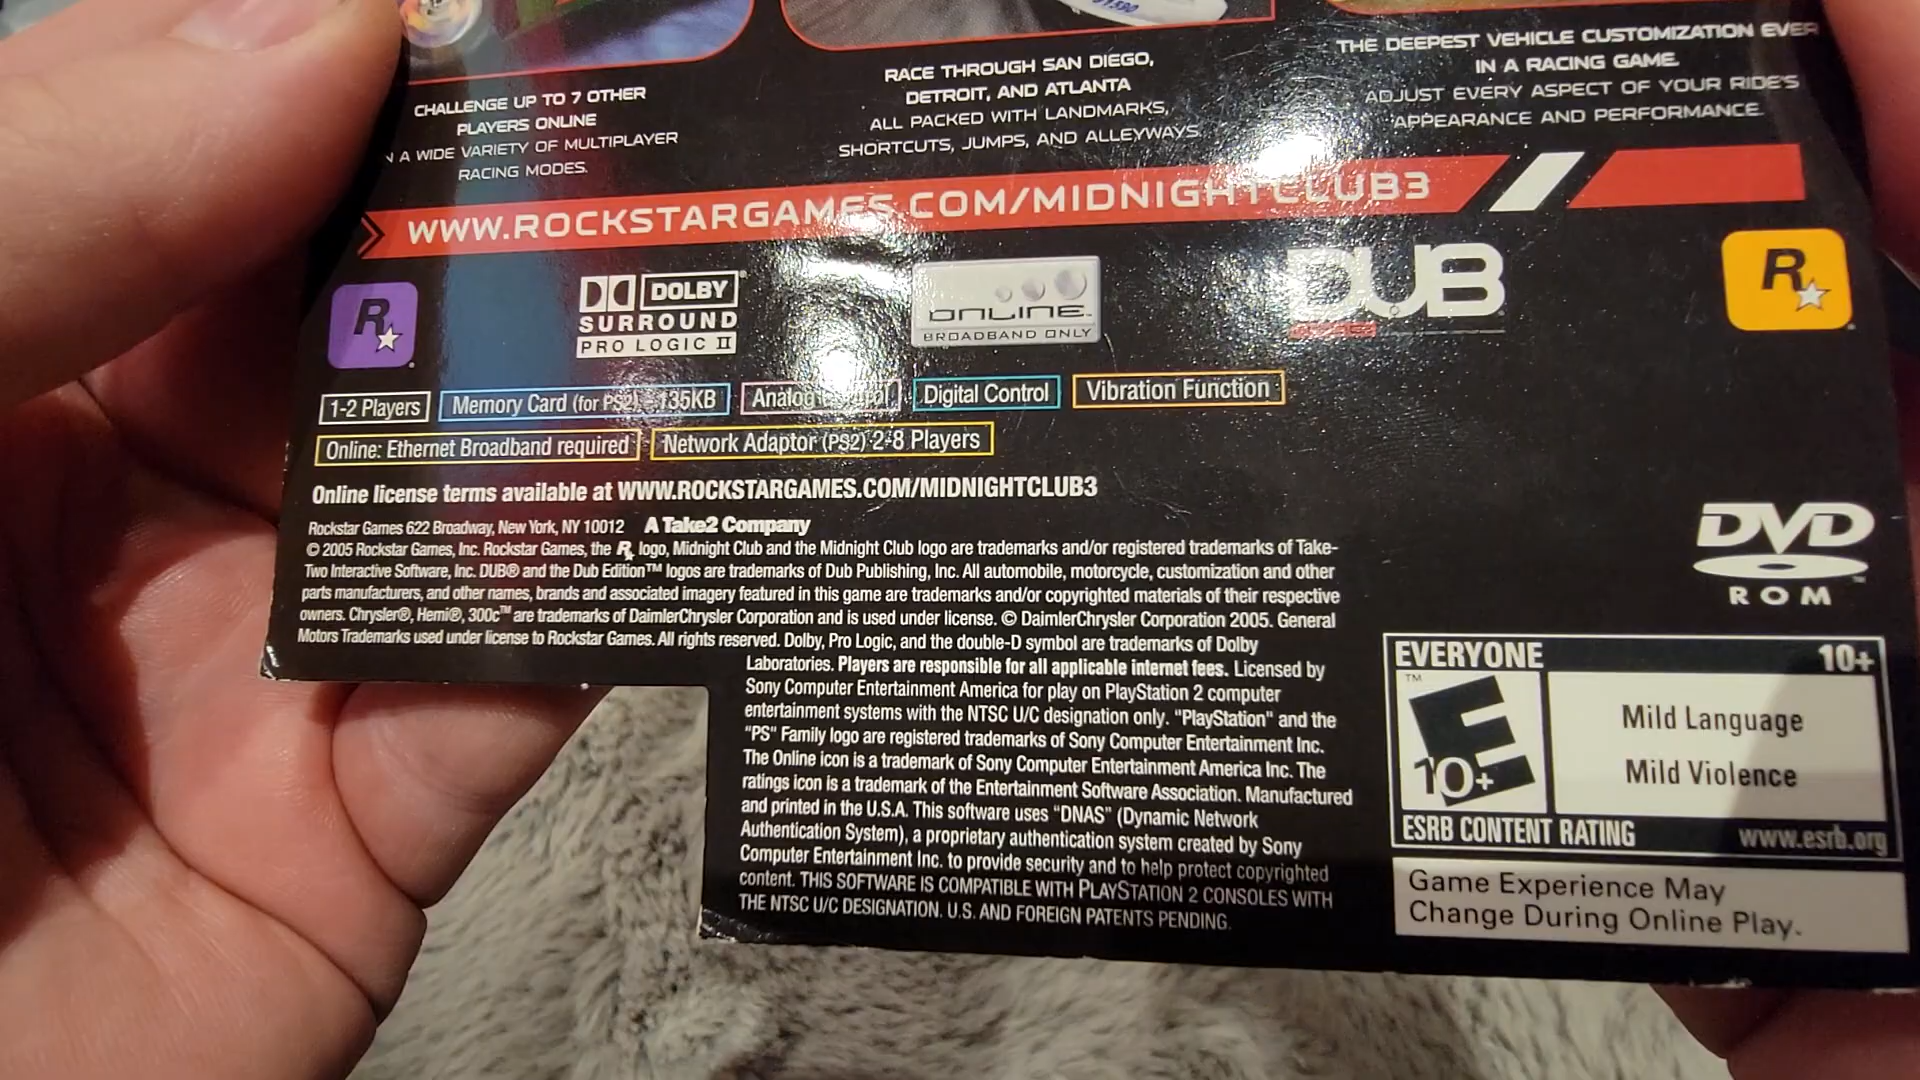 01590
CHALLENGE UP TO 7 OTHER
PLAYERS ONLINE
A WIDE VARIETY OF MULTIPLAYER
RACING MODES.
RACE THROUGH SAN DIEGO,
DETROIT, AND ATLANTA
ALL PACKED WITH LANDMARKS,
SHORTCUTS, JUMPS, AND ALLEYWAYS
THE DEEPEST VEHICLE CUSTOMIZATION EVER
IN A RACING GAME.
ADJUST EVERY ASPECT OF YOUR RIDE'S
APPEARANCE AND PERFORMANCE.
WWW.ROCKSTARGAMES.COM/MIDNIGHTCLUB3
R
DOLBY
SURROUND
PRO LOGIC II
ONLINE
BROADBAND ONLY
DUB
R
1-2 Players
Memory Card (for PS2) 135KB
Analog
Digital Control
Vibration Function
Online: Ethernet Broadband required
Network Adaptor (PS2) 2-8 Players
Online license terms available at WWW.ROCKSTARGAMES.COM/MIDNIGHTCLUB3
Rockstar Games 622 Broadway, New York, NY 10012 A Take2 Company
© 2005 Rockstar Games, Inc. Rockstar Games, the R logo, Midnight Club and the Midnight Club logo are trademarks and/or registered trademarks of Take-
Two Interactive Software, Inc. DUB® and the Dub Edition™ logos are trademarks of Dub Publishing, Inc. All automobile, motorcycle, customization and other
parts manufacturers, and other names, brands and associated imagery featured in this game are trademarks and/or copyrighted materials of their respective
owners. Chrysler®, Hemi®, 300c™ are trademarks of DaimlerChrysler Corporation and is used under license. © DaimlerChrysler Corporation 2005. General
Motors Trademarks used under license to Rockstar Games. All rights reserved. Dolby, Pro Logic, and the double-D symbol are trademarks of Dolby
Laboratories. Players are responsible for all applicable internet fees. Licensed by
Sony Computer Entertainment America for play on PlayStation 2 computer
entertainment systems with the NTSC U/C designation only. "PlayStation" and the
"PS" Family logo are registered trademarks of Sony Computer Entertainment Inc.
The Online icon is a trademark of Sony Computer Entertainment America Inc. The
ratings icon is a trademark of the Entertainment Software Association. Manufactured
and printed in the U.S.A. This software uses "DNAS" (Dynamic Network
Authentication System), a proprietary authentication system created by Sony
Computer Entertainment Inc. to provide security and to help protect copyrighted
content. THIS SOFTWARE IS COMPATIBLE WITH PLAYSTATION 2 CONSOLES WITH
THE NTSC U/C DESIGNATION. U.S. AND FOREIGN PATENTS PENDING.
DVD
ROM
EVERYONE 10+
E
10+
Mild Language
Mild Violence
ESRB CONTENT RATING www.esrb.org
Game Experience May
Change During Online Play.